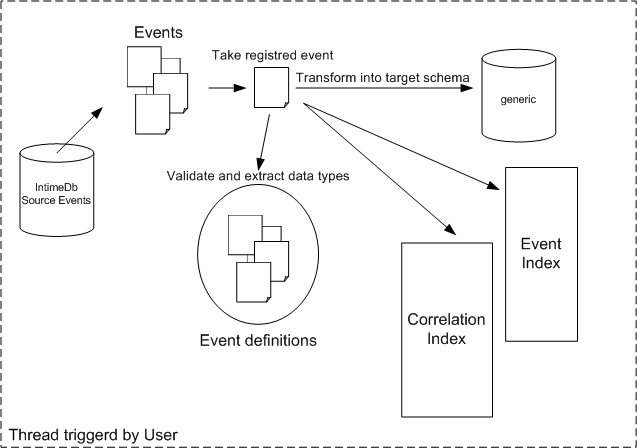 Events
Take registred event
Transform into target schema
generic
IntimeDb
Source Events
Validate and extract data types
Event
Index
Correlation
Index
Event definitions
Thread triggerd by User